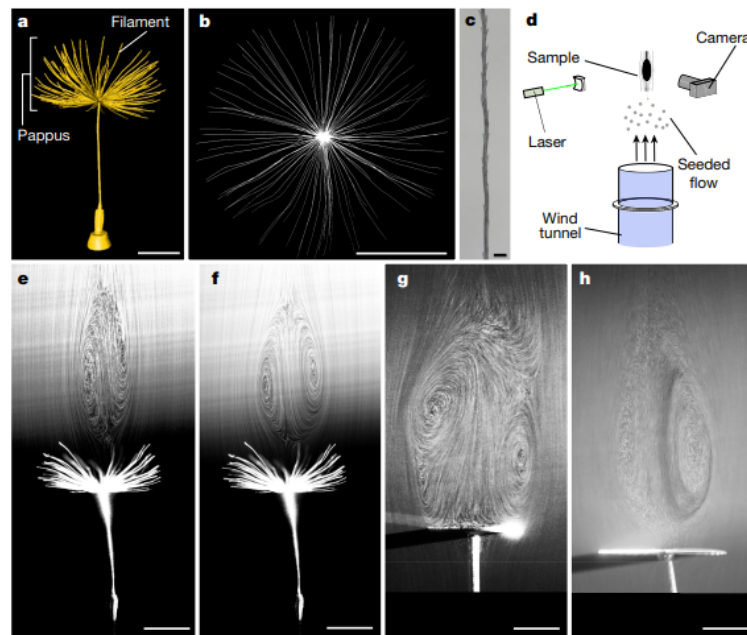 a
Filament
Pappus
b
c
d
Sample
Camera
Laser
Seeded
flow
Wind
tunnel
e
f
g
h